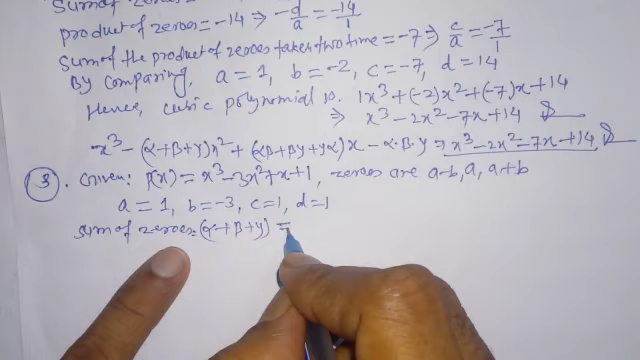 Sum of zeroes =
product of zeroes = -14 ⇒ -d/a = -14/1
Sum of the product of zeroes taken two time = -7 ⇒ c/a = -7/1
By comparing, a = 1, b = -2, c = -7, d = 14
Hence, cubic polynomial is. 1x³+(-2)x²+(-7)x+14
⇒ x³-2x²-7x+14
x³-(α+β+γ)x²+(αβ+βγ+γα)x-α.β.γ = x³-2x²-7x+14
(3). Given: p(x) = x³-3x²+x+1, zeroes are a-b, a, a+b
a = 1, b = -3, c = 1, d = 1
sum of zeroes = (α+β+γ) =